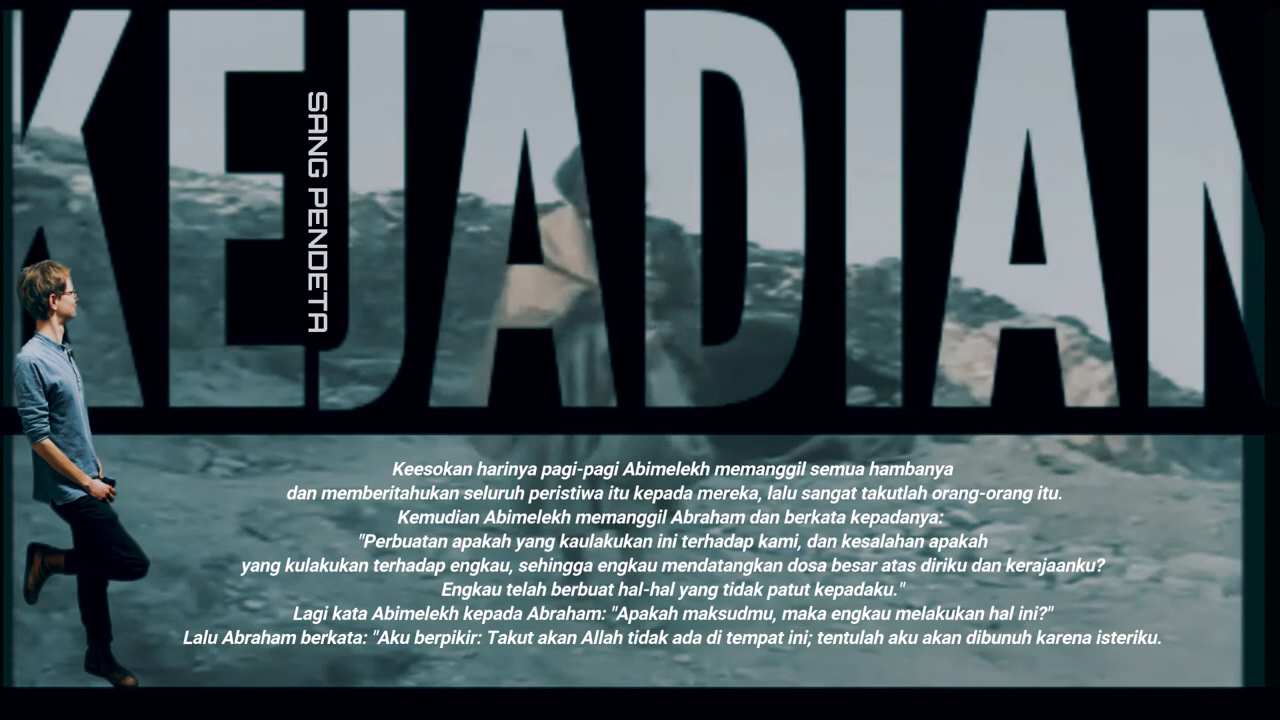 KEJADIAN
SANG PENDETA
Keesokan harinya pagi-pagi Abimelekh memanggil semua hambanya
dan memberitahukan seluruh peristiwa itu kepada mereka, lalu sangat takutlah orang-orang itu.
Kemudian Abimelekh memanggil Abraham dan berkata kepadanya:
"Perbuatan apakah yang kaulakukan ini terhadap kami, dan kesalahan apakah
yang kulakukan terhadap engkau, sehingga engkau mendatangkan dosa besar atas diriku dan kerajaanku?
Engkau telah berbuat hal-hal yang tidak patut kepadaku."
Lagi kata Abimelekh kepada Abraham: "Apakah maksudmu, maka engkau melakukan hal ini?"
Lalu Abraham berkata: "Aku berpikir: Takut akan Allah tidak ada di tempat ini; tentulah aku akan dibunuh karena isteriku.